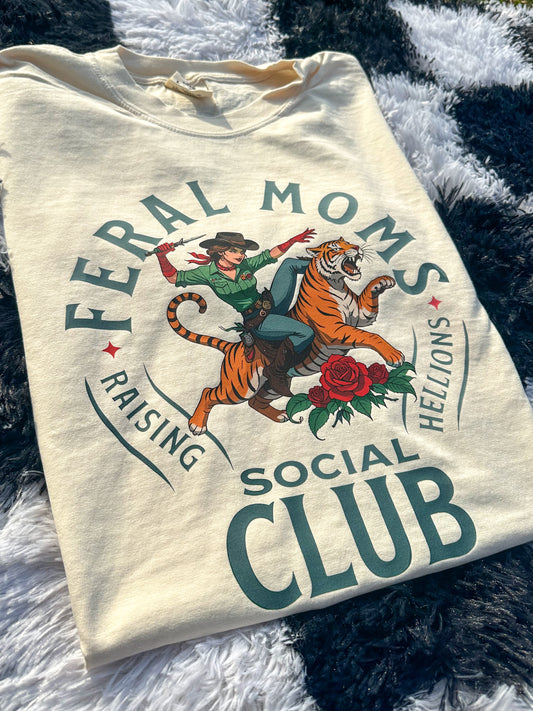 FERAL MOMS
RAISING
HELLIONS
SOCIAL
CLUB